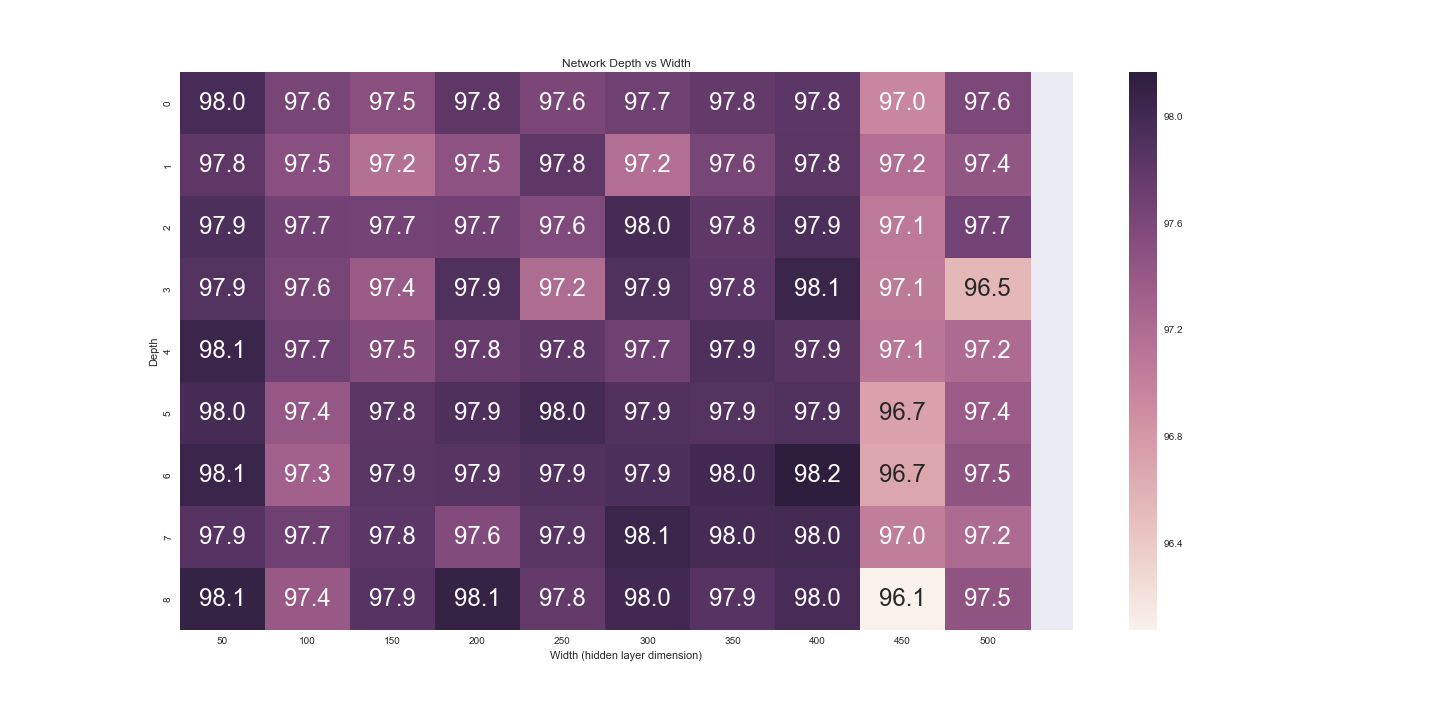 Network Depth vs Width
0 98.0 97.6 97.5 97.8 97.6 97.7 97.8 97.8 97.0 97.6
1 97.8 97.5 97.2 97.5 97.8 97.2 97.6 97.8 97.2 97.4
2 97.9 97.7 97.7 97.7 97.6 98.0 97.8 97.9 97.1 97.7
3 97.9 97.6 97.4 97.9 97.2 97.9 97.8 98.1 97.1 96.5
4 98.1 97.7 97.5 97.8 97.8 97.7 97.9 97.9 97.1 97.2
5 98.0 97.4 97.8 97.9 98.0 97.9 97.9 97.9 96.7 97.4
6 98.1 97.3 97.9 97.9 97.9 97.9 98.0 98.2 96.7 97.5
7 97.9 97.7 97.8 97.6 97.9 98.1 98.0 98.0 97.0 97.2
8 98.1 97.4 97.9 98.1 97.8 98.0 97.9 98.0 96.1 97.5
50 100 150 200 250 300 350 400 450 500
Width (hidden layer dimension)
Depth
98.0
97.6
97.2
96.8
96.4